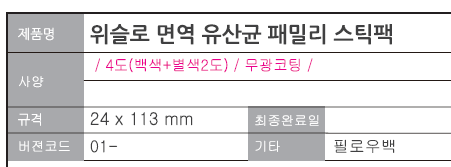 제품명 위슬로 면역 유산균 패밀리 스틱팩
사양 / 4도(백색+별색2도) / 무광코팅 /
규격 24 x 113 mm 최종완료일
버젼코드 01- 기타 필로우백